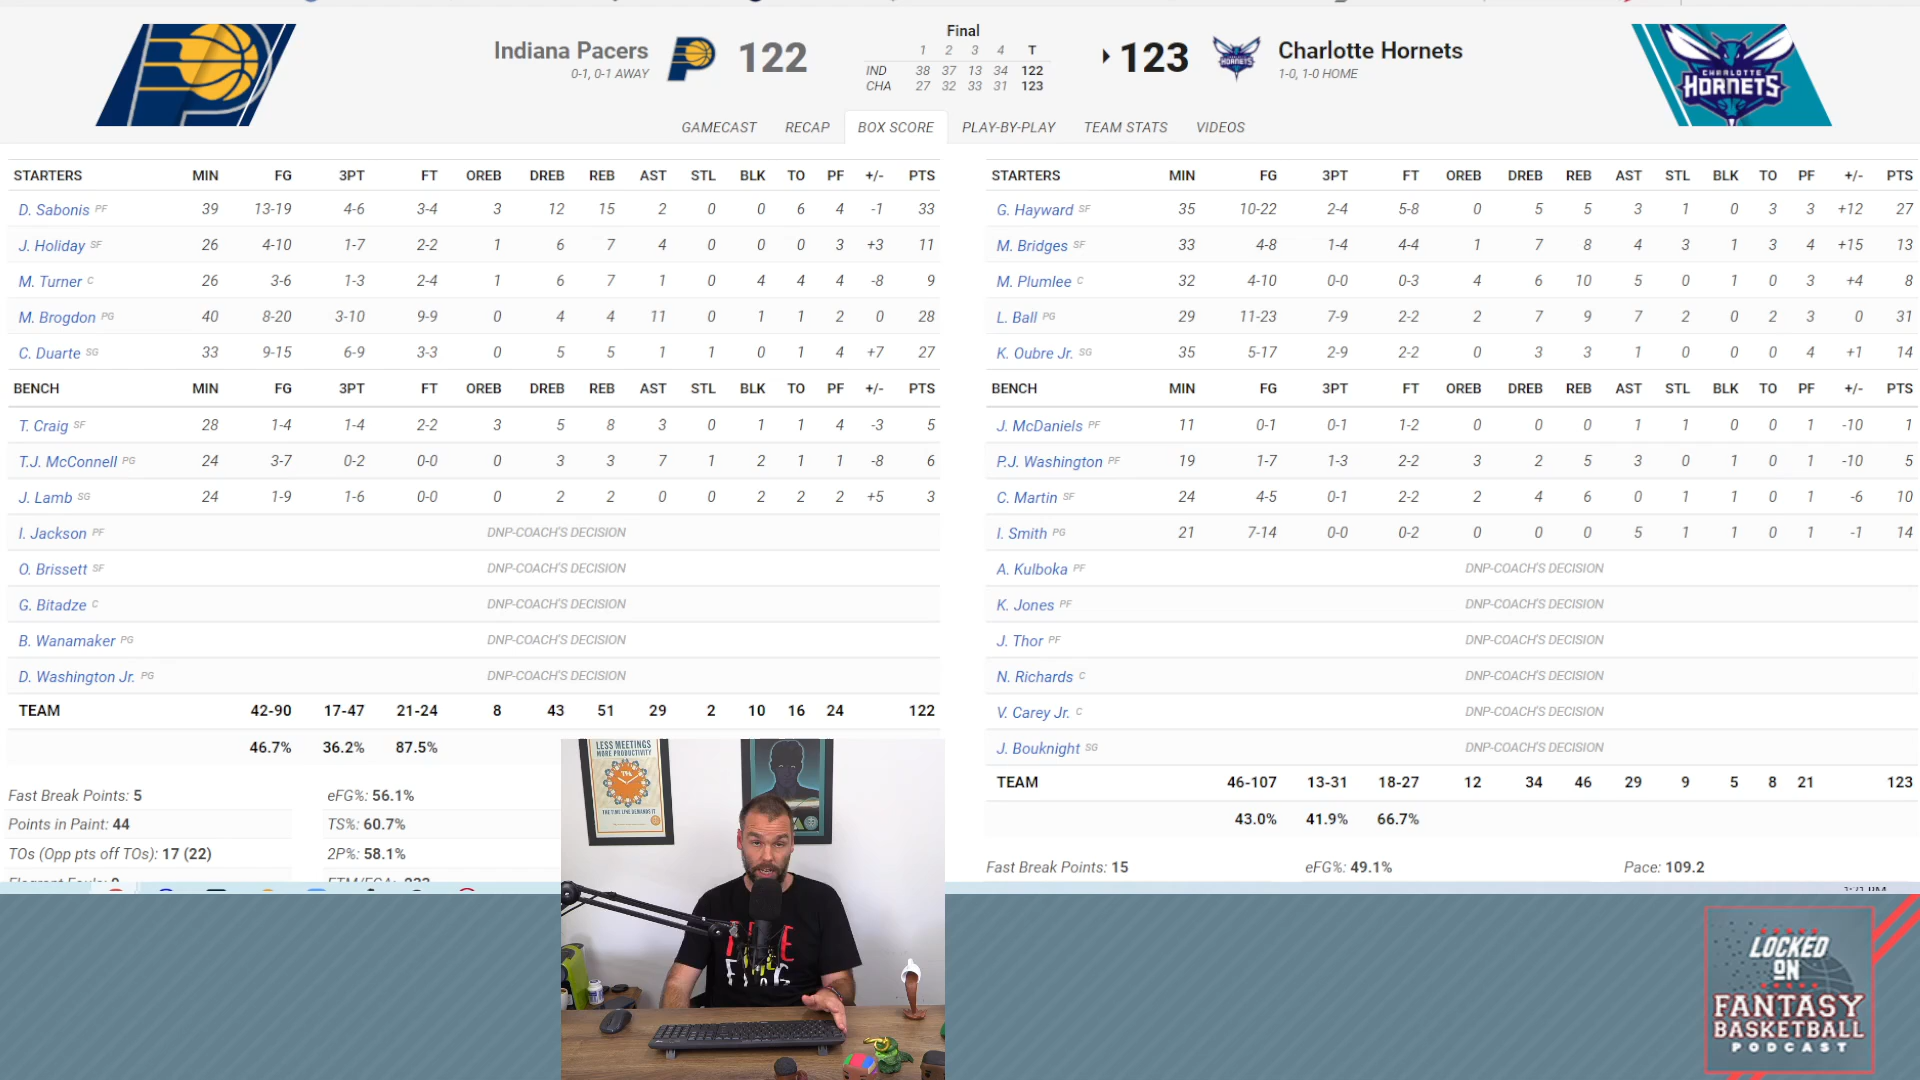 Final
Indiana Pacers 122 1 2 3 4 T 123 Charlotte Hornets
0-1, 0-1 AWAY IND 38 37 13 34 122 1-0, 1-0 HOME
CHA 27 32 33 31 123
CHARLOTTE
HORNETS
GAMECAST RECAP BOX SCORE PLAY-BY-PLAY TEAM STATS VIDEOS
STARTERS MIN FG 3PT FT OREB DREB REB AST STL BLK TO PF +/- PTS
D. Sabonis PF 39 13-19 4-6 3-4 3 12 15 2 0 0 6 4 -1 33
J. Holiday SF 26 4-10 1-7 2-2 1 6 7 4 0 0 0 3 +3 11
M. Turner C 26 3-6 1-3 2-4 1 6 7 1 0 4 4 4 -8 9
M. Brogdon PG 40 8-20 3-10 9-9 0 4 4 11 0 1 1 2 0 28
C. Duarte SG 33 9-15 6-9 3-3 0 5 5 1 1 0 1 4 +7 27
BENCH MIN FG 3PT FT OREB DREB REB AST STL BLK TO PF +/- PTS
T. Craig SF 28 1-4 1-4 2-2 3 5 8 3 0 1 1 4 -3 5
T.J. McConnell PG 24 3-7 0-2 0-0 0 3 3 7 1 2 1 1 -8 6
J. Lamb SG 24 1-9 1-6 0-0 0 2 2 0 0 2 2 2 +5 3
I. Jackson PF DNP-COACH'S DECISION
O. Brissett SF DNP-COACH'S DECISION
G. Bitadze C DNP-COACH'S DECISION
B. Wanamaker PG DNP-COACH'S DECISION
D. Washington Jr. PG DNP-COACH'S DECISION
TEAM 42-90 17-47 21-24 8 43 51 29 2 10 16 24 122
46.7% 36.2% 87.5%
Fast Break Points: 5 eFG%: 56.1%
Points in Paint: 44 TS%: 60.7%
TOs (Opp pts off TOs): 17 (22) 2P%: 58.1%
STARTERS MIN FG 3PT FT OREB DREB REB AST STL BLK TO PF +/- PTS
G. Hayward SF 35 10-22 2-4 5-8 0 5 5 3 1 0 3 3 +12 27
M. Bridges SF 33 4-8 1-4 4-4 1 7 8 4 3 1 3 4 +15 13
M. Plumlee C 32 4-10 0-0 0-3 4 6 10 5 0 1 0 3 +4 8
L. Ball PG 29 11-23 7-9 2-2 2 7 9 7 2 0 2 3 0 31
K. Oubre Jr. SG 35 5-17 2-9 2-2 0 3 3 1 0 0 0 4 +1 14
BENCH MIN FG 3PT FT OREB DREB REB AST STL BLK TO PF +/- PTS
J. McDaniels PF 11 0-1 0-1 1-2 0 0 0 1 1 0 0 1 -10 1
P.J. Washington PF 19 1-7 1-3 2-2 3 2 5 3 0 1 0 1 -10 5
C. Martin SF 24 4-5 0-1 2-2 2 4 6 0 1 1 0 1 -6 10
I. Smith PG 21 7-14 0-0 0-2 0 0 0 5 1 1 0 1 -1 14
A. Kulboka PF DNP-COACH'S DECISION
K. Jones PF DNP-COACH'S DECISION
J. Thor PF DNP-COACH'S DECISION
N. Richards C DNP-COACH'S DECISION
V. Carey Jr. C DNP-COACH'S DECISION
J. Bouknight SG DNP-COACH'S DECISION
TEAM 46-107 13-31 18-27 12 34 46 29 9 5 8 21 123
43.0% 41.9% 66.7%
Fast Break Points: 15 eFG%: 49.1% Pace: 109.2
LESS MEETINGS
MORE PRODUCTIVITY
LOCKED
ON
FANTASY
BASKETBALL
PODCAST